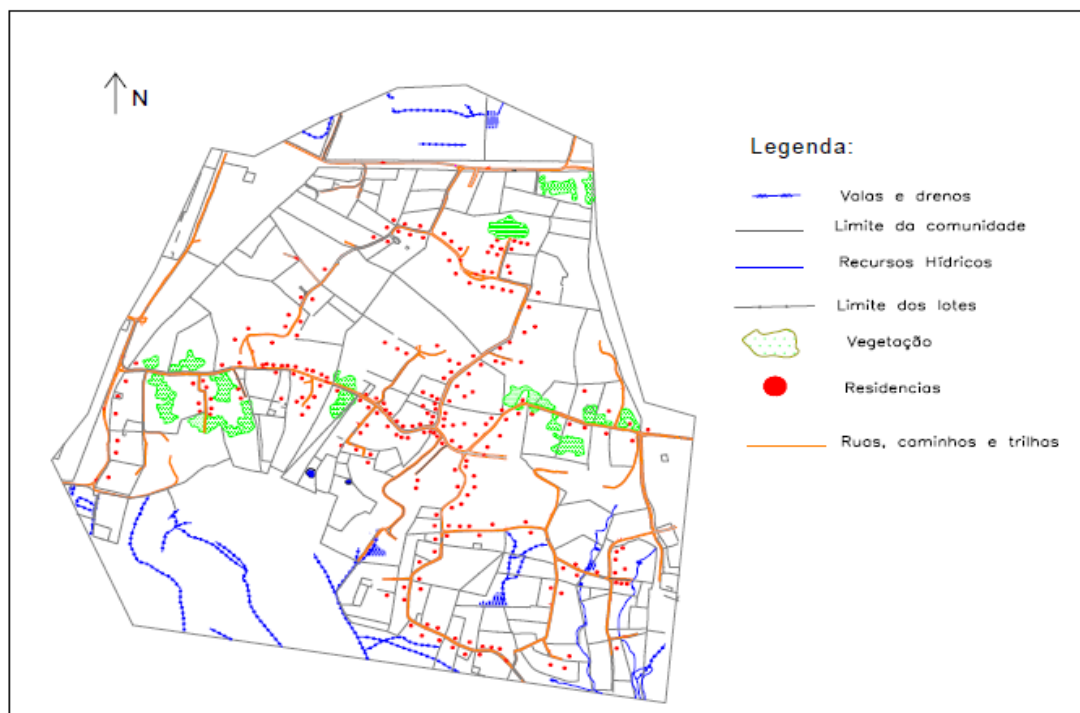 N
Legenda:
Valas e drenos
Limite da comunidade
Recursos Hídricos
Limite dos lotes
Vegetação
Residencias
Ruas, caminhos e trilhas